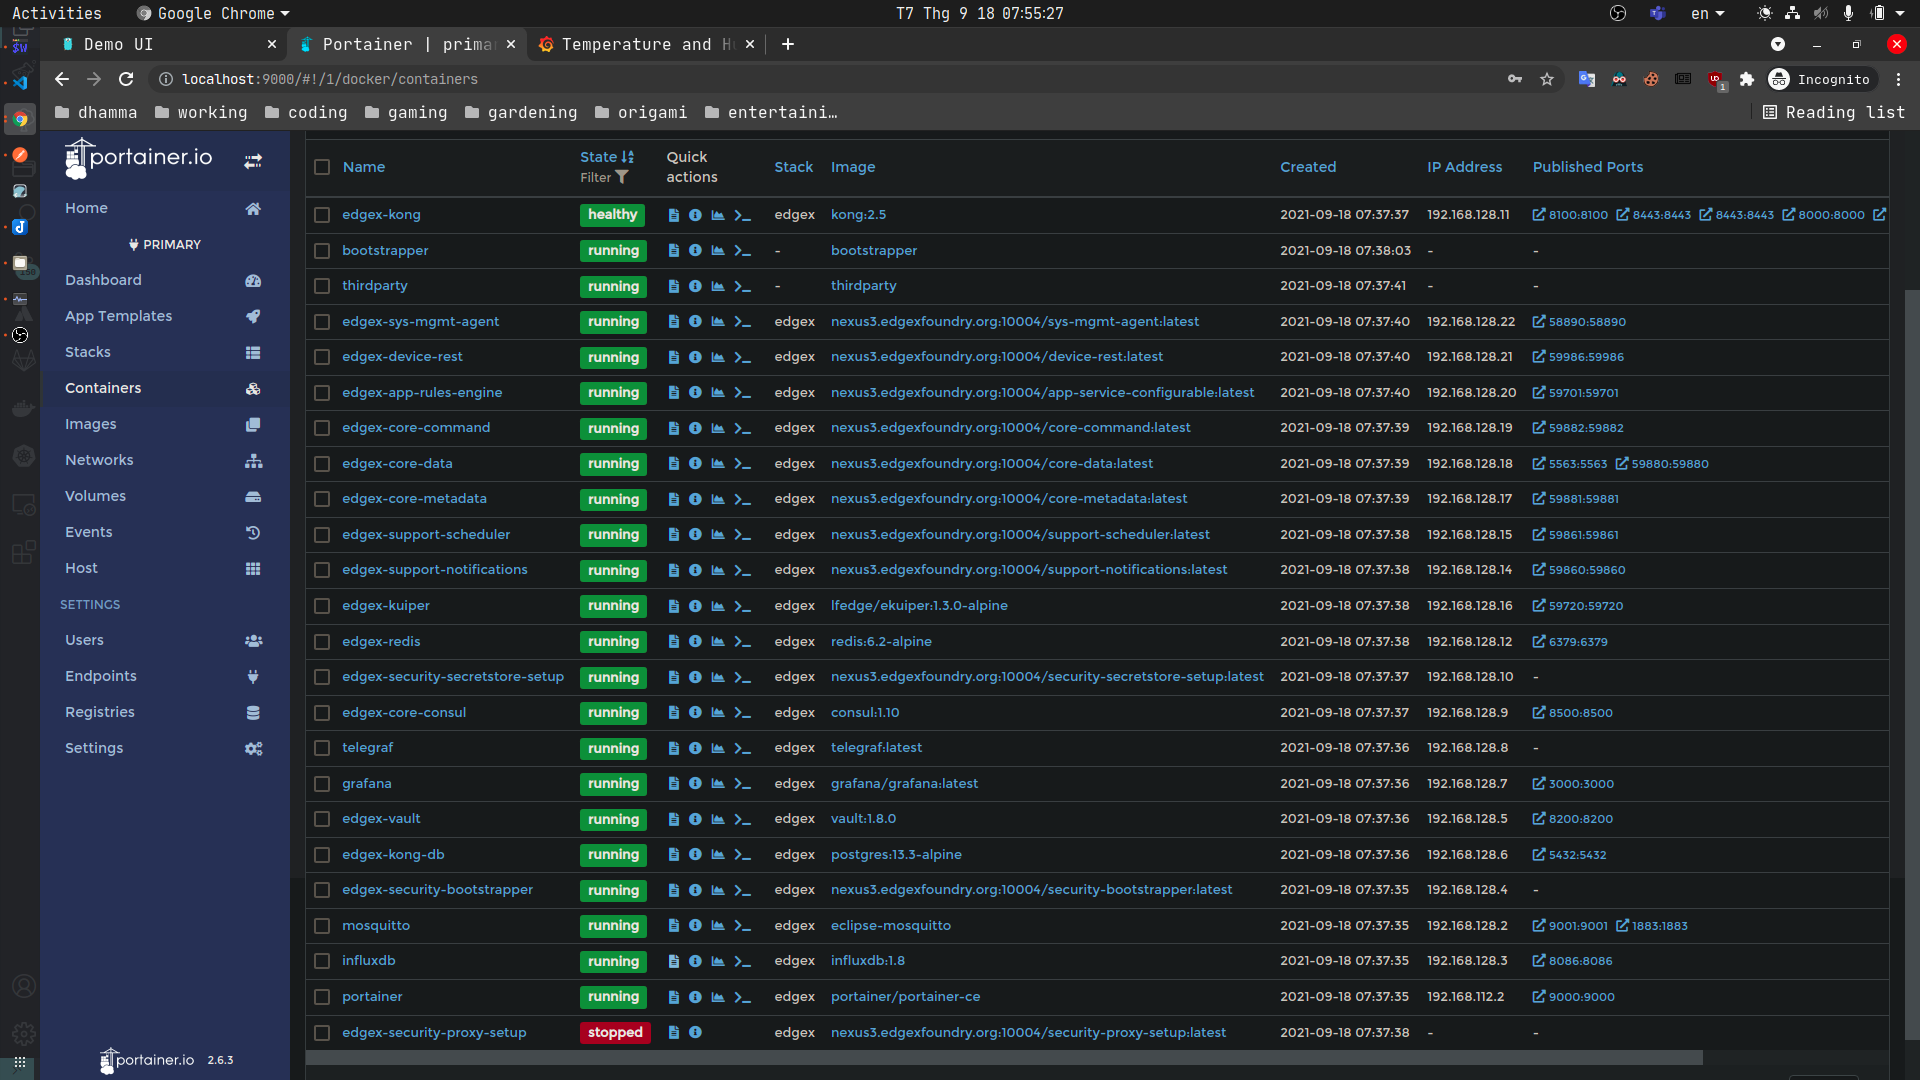 Activities Google Chrome T7 Thg 9 18 07:55:27 en
Demo UI Portainer | prima Temperature and H
localhost:9000/#!/1/docker/containers 1 Incognito
dhamma working coding gaming gardening origami entertaini… Reading list
portainer.io
Home
PRIMARY
Dashboard
App Templates
Stacks
Containers
Images
Networks
Volumes
Events
Host
SETTINGS
Users
Endpoints
Registries
Settings
portainer.io 2.6.3
Name State Filter Quick actions Stack Image Created IP Address Published Ports
edgex-kong healthy edgex kong:2.5 2021-09-18 07:37:37 192.168.128.11 8100:8100 8443:8443 8443:8443 8000:8000
bootstrapper running - bootstrapper 2021-09-18 07:38:03 - -
thirdparty running - thirdparty 2021-09-18 07:37:41 - -
edgex-sys-mgmt-agent running edgex nexus3.edgexfoundry.org:10004/sys-mgmt-agent:latest 2021-09-18 07:37:40 192.168.128.22 58890:58890
edgex-device-rest running edgex nexus3.edgexfoundry.org:10004/device-rest:latest 2021-09-18 07:37:40 192.168.128.21 59986:59986
edgex-app-rules-engine running edgex nexus3.edgexfoundry.org:10004/app-service-configurable:latest 2021-09-18 07:37:40 192.168.128.20 59701:59701
edgex-core-command running edgex nexus3.edgexfoundry.org:10004/core-command:latest 2021-09-18 07:37:39 192.168.128.19 59882:59882
edgex-core-data running edgex nexus3.edgexfoundry.org:10004/core-data:latest 2021-09-18 07:37:39 192.168.128.18 5563:5563 59880:59880
edgex-core-metadata running edgex nexus3.edgexfoundry.org:10004/core-metadata:latest 2021-09-18 07:37:39 192.168.128.17 59881:59881
edgex-support-scheduler running edgex nexus3.edgexfoundry.org:10004/support-scheduler:latest 2021-09-18 07:37:38 192.168.128.15 59861:59861
edgex-support-notifications running edgex nexus3.edgexfoundry.org:10004/support-notifications:latest 2021-09-18 07:37:38 192.168.128.14 59860:59860
edgex-kuiper running edgex lfedge/ekuiper:1.3.0-alpine 2021-09-18 07:37:38 192.168.128.16 59720:59720
edgex-redis running edgex redis:6.2-alpine 2021-09-18 07:37:38 192.168.128.12 6379:6379
edgex-security-secretstore-setup running edgex nexus3.edgexfoundry.org:10004/security-secretstore-setup:latest 2021-09-18 07:37:37 192.168.128.10 -
edgex-core-consul running edgex consul:1.10 2021-09-18 07:37:37 192.168.128.9 8500:8500
telegraf running edgex telegraf:latest 2021-09-18 07:37:36 192.168.128.8 -
grafana running edgex grafana/grafana:latest 2021-09-18 07:37:36 192.168.128.7 3000:3000
edgex-vault running edgex vault:1.8.0 2021-09-18 07:37:36 192.168.128.5 8200:8200
edgex-kong-db running edgex postgres:13.3-alpine 2021-09-18 07:37:36 192.168.128.6 5432:5432
edgex-security-bootstrapper running edgex nexus3.edgexfoundry.org:10004/security-bootstrapper:latest 2021-09-18 07:37:35 192.168.128.4 -
mosquitto running edgex eclipse-mosquitto 2021-09-18 07:37:35 192.168.128.2 9001:9001 1883:1883
influxdb running edgex influxdb:1.8 2021-09-18 07:37:35 192.168.128.3 8086:8086
portainer running edgex portainer/portainer-ce 2021-09-18 07:37:35 192.168.112.2 9000:9000
edgex-security-proxy-setup stopped edgex nexus3.edgexfoundry.org:10004/security-proxy-setup:latest 2021-09-18 07:37:38 - -